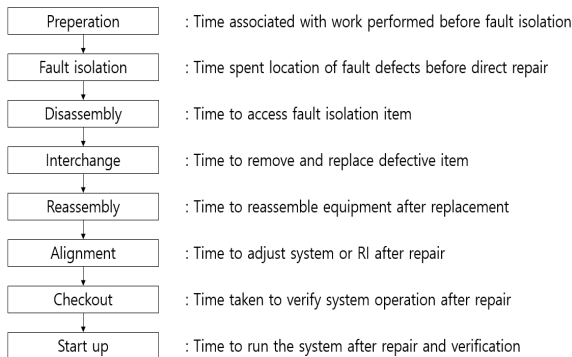 Preperation : Time associated with work performed before fault isolation
Fault isolation : Time spent location of fault defects before direct repair
Disassembly : Time to access fault isolation item
Interchange : Time to remove and replace defective item
Reassembly : Time to reassemble equipment after replacement
Alignment : Time to adjust system or RI after repair
Checkout : Time taken to verify system operation after repair
Start up : Time to run the system after repair and verification